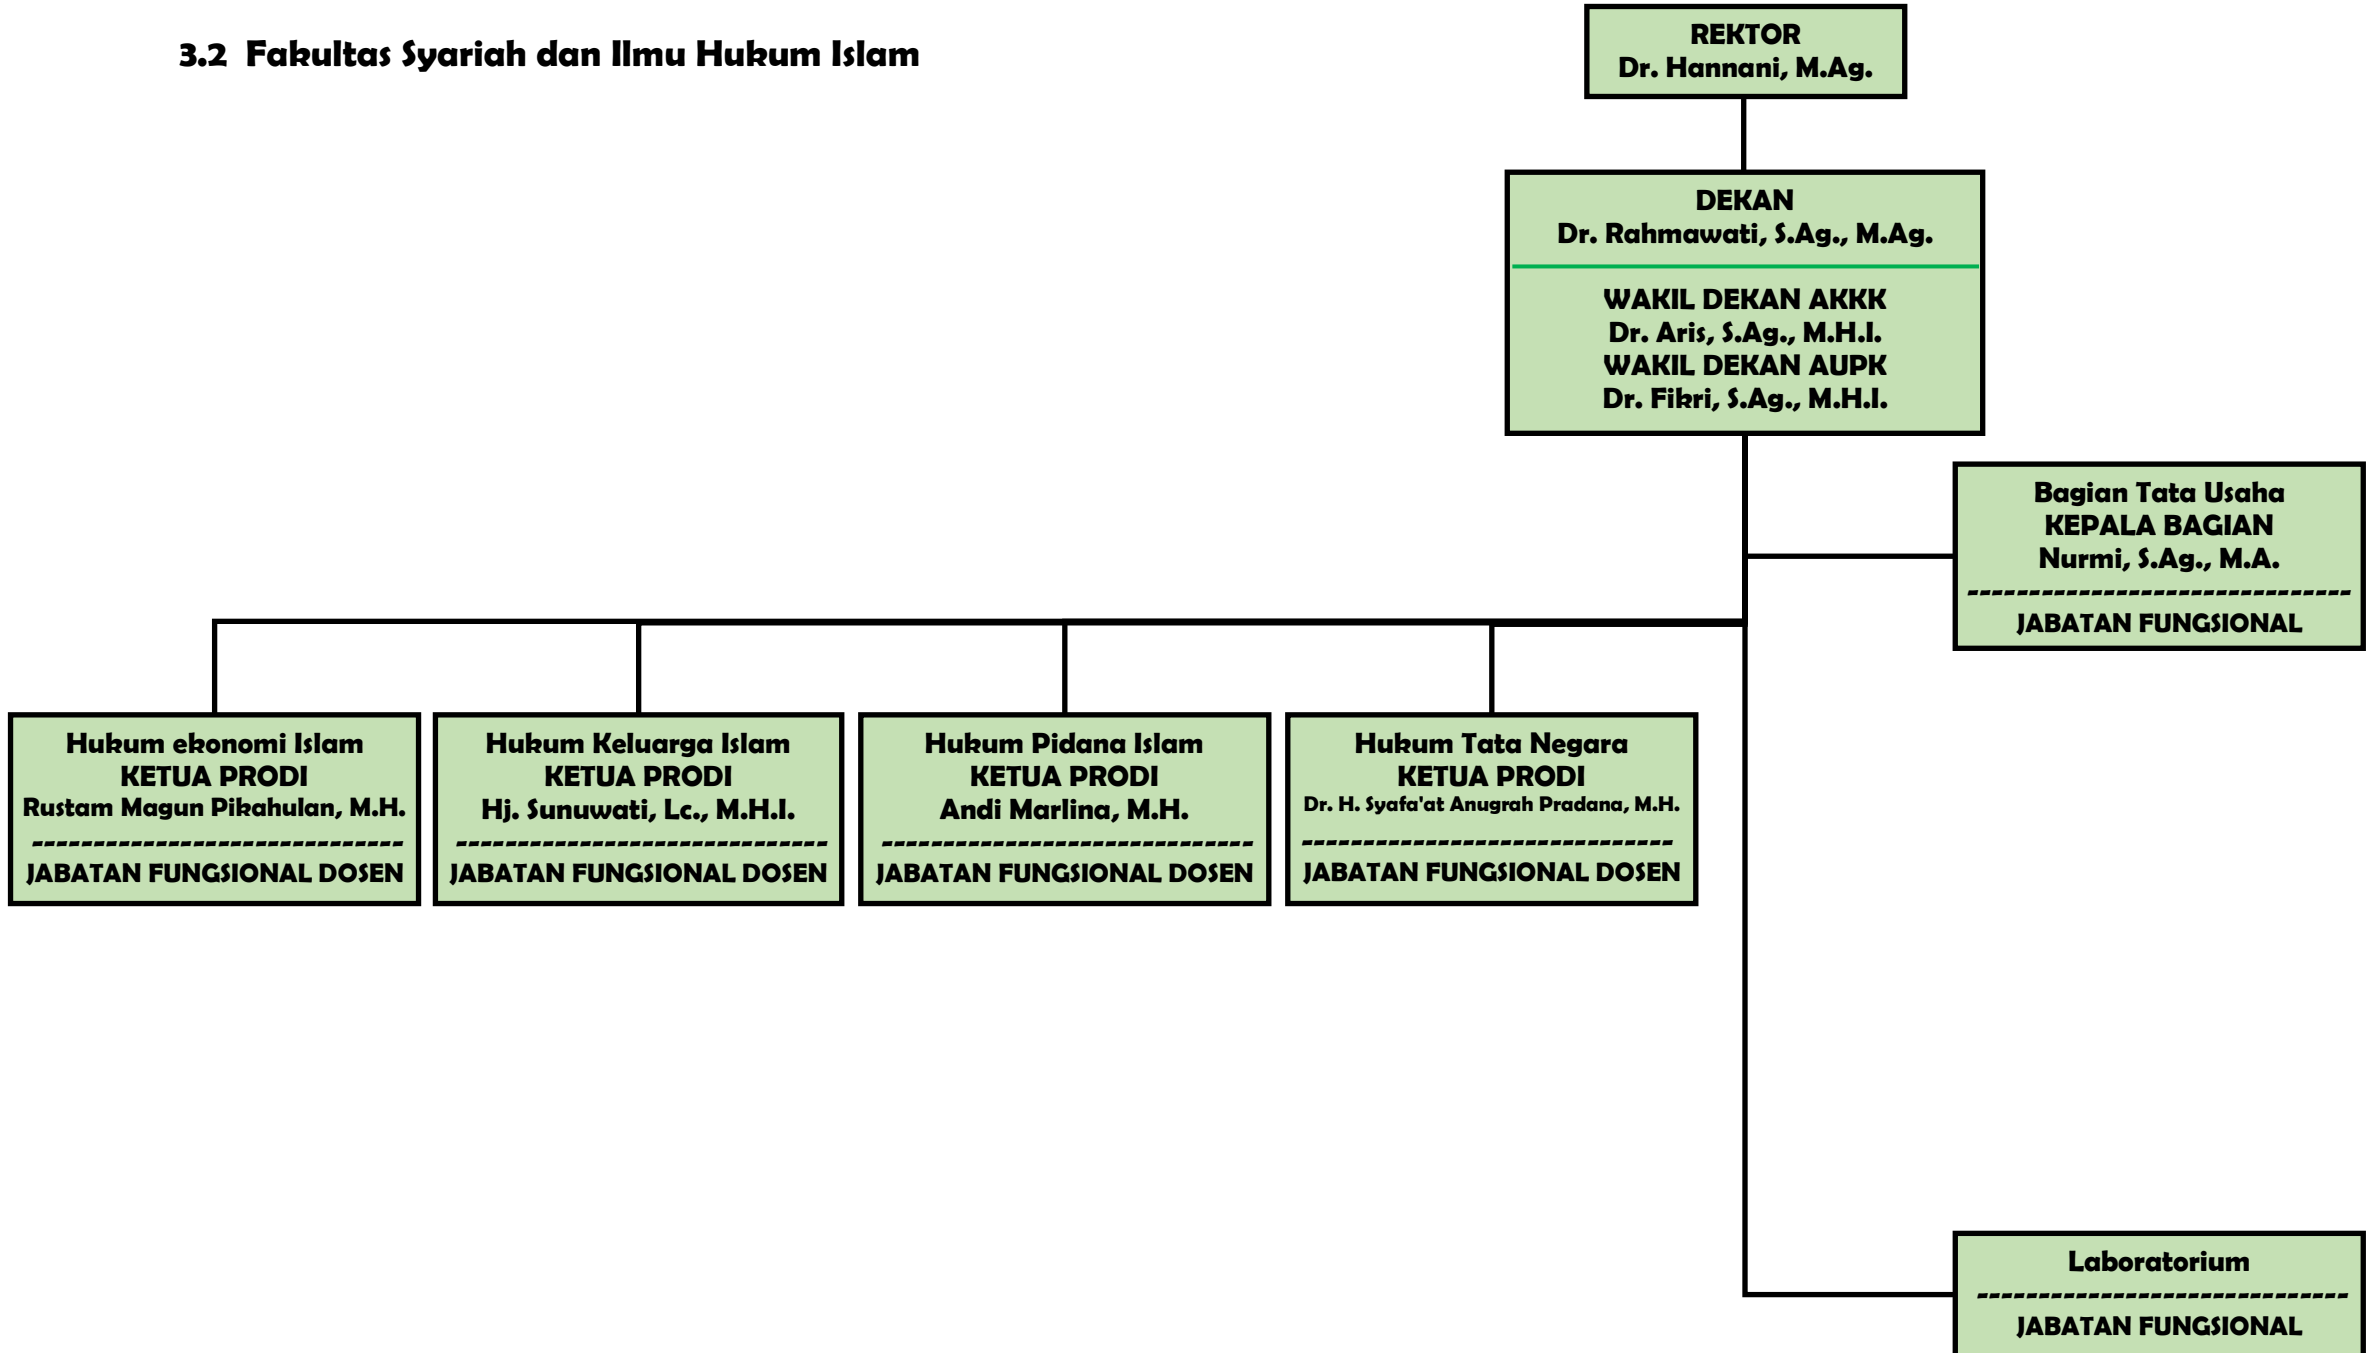 3.2 Fakultas Syariah dan Ilmu Hukum Islam
REKTOR
Dr. Hannani, M.Ag.
DEKAN
Dr. Rahmawati, S.Ag., M.Ag.
WAKIL DEKAN AKKK
Dr. Aris, S.Ag., M.H.I.
WAKIL DEKAN AUPK
Dr. Fikri, S.Ag., M.H.I.
Bagian Tata Usaha
KEPALA BAGIAN
Nurmi, S.Ag., M.A.
-------------------------------
JABATAN FUNGSIONAL
Hukum ekonomi Islam
KETUA PRODI
Rustam Magun Pikahulan, M.H.
------------------------------
JABATAN FUNGSIONAL DOSEN
Hukum Keluarga Islam
KETUA PRODI
Hj. Sunuwati, Lc., M.H.I.
------------------------------
JABATAN FUNGSIONAL DOSEN
Hukum Pidana Islam
KETUA PRODI
Andi Marlina, M.H.
------------------------------
JABATAN FUNGSIONAL DOSEN
Hukum Tata Negara
KETUA PRODI
Dr. H. Syafa'at Anugrah Pradana, M.H.
------------------------------
JABATAN FUNGSIONAL DOSEN
Laboratorium
------------------------------
JABATAN FUNGSIONAL